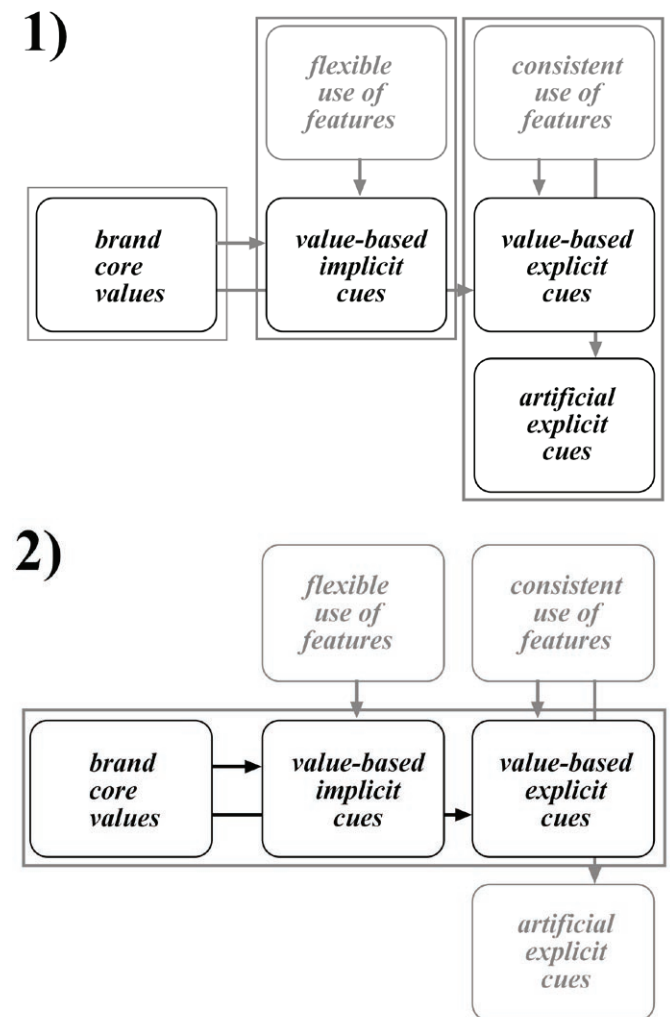 1)
flexible
use of
features
consistent
use of
features
brand
core
values
value-based
implicit
cues
value-based
explicit
cues
artificial
explicit
cues
2)
flexible
use of
features
consistent
use of
features
brand
core
values
value-based
implicit
cues
value-based
explicit
cues
artificial
explicit
cues